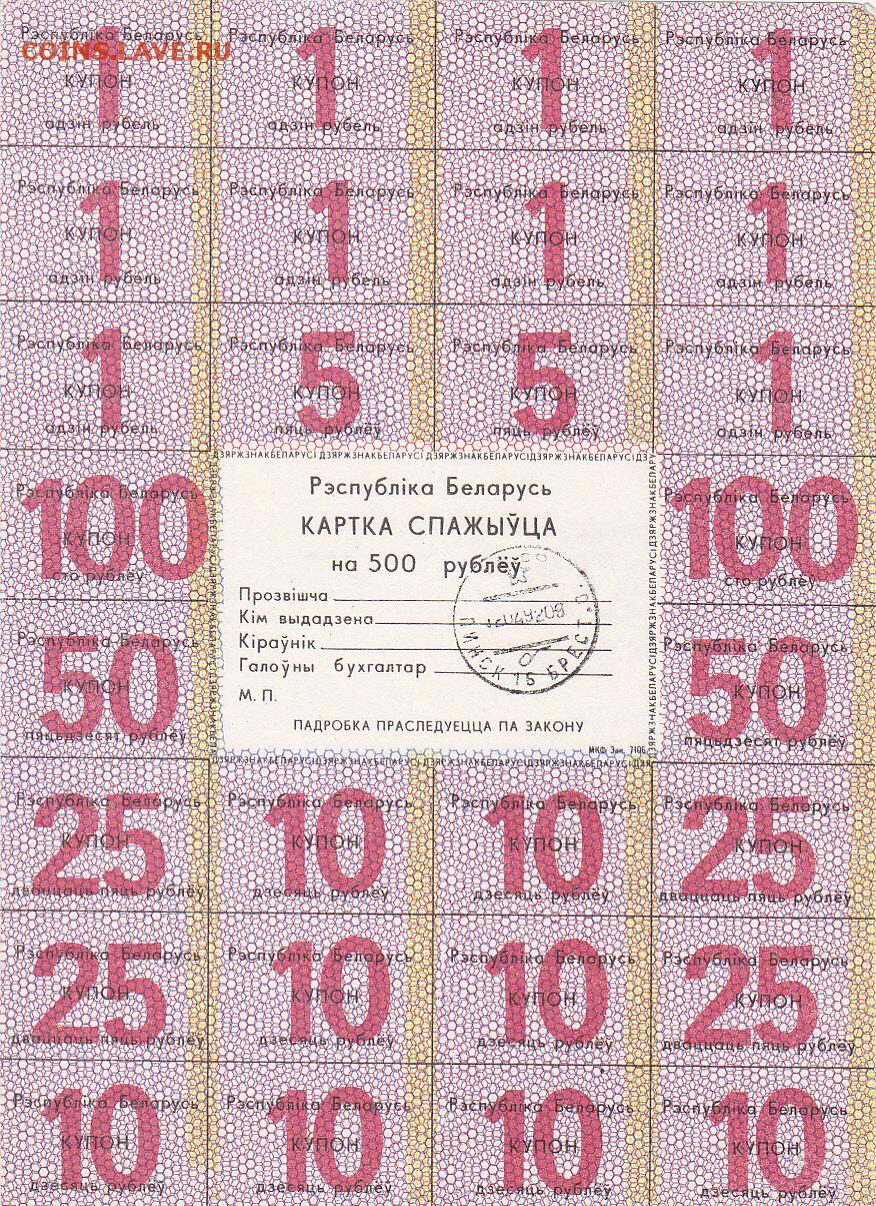 COINS.LAVE.RU
Рэспубліка Беларусь Рэспубліка Беларусь Рэспубліка Беларусь Рэспубліка Беларусь
1 1 1 1
КУПОН КУПОН КУПОН КУПОН
адзін рубель адзін рубель адзін рубель адзін рубель
Рэспубліка Беларусь Рэспубліка Беларусь Рэспубліка Беларусь Рэспубліка Беларусь
1 1 1 1
КУПОН КУПОН КУПОН КУПОН
адзін рубель адзін рубель адзін рубель адзін рубель
Рэспубліка Беларусь Рэспубліка Беларусь Рэспубліка Беларусь Рэспубліка Беларусь
1 5 5 1
КУПОН КУПОН КУПОН КУПОН
адзін рубель пяць рублёў пяць рублёў адзін рубель
ДЗЯРЖЗНАКБЕЛАРУСІДЗЯРЖЗНАКБЕЛАРУСІДЗЯРЖЗНАКБЕЛАРУСІДЗЯРЖЗНАКБЕЛАРУСІДЗ
Рэспубліка Беларусь
100
КУПОН
сто рублёў
Рэспубліка Беларусь
50
КУПОН
пяцьдзесят рублёў
Рэспубліка Беларусь
КАРТКА СПАЖЫЎЦА
на 500 рублёў
Прозвішча
Кім выдадзена
Кіраўнік
Галоўны бухгалтар
М. П.
ПАДРОБКА ПРАСЛЕДУЕЦЦА ПА ЗАКОНУ
МКФ Зак. 7106
ПИНСК 15 БРЕСТ.О
Рэспубліка Беларусь
100
КУПОН
сто рублёў
Рэспубліка Беларусь
50
КУПОН
пяцьдзесят рублёў
ДЗЯРЖЗНАКБЕЛАРУСІДЗЯРЖЗНАКБЕЛАРУСІДЗЯРЖЗНАКБЕЛАРУСІДЗЯРЖЗНАКБЕЛАРУСІДЗЯ
Рэспубліка Беларусь Рэспубліка Беларусь Рэспубліка Беларусь Рэспубліка Беларусь
25 10 10 25
КУПОН КУПОН КУПОН КУПОН
дваццаць пяць рублёў дзесяць рублёў дзесяць рублёў дваццаць пяць рублёў
Рэспубліка Беларусь Рэспубліка Беларусь Рэспубліка Беларусь Рэспубліка Беларусь
25 10 10 25
КУПОН КУПОН КУПОН КУПОН
дваццаць пяць рублёў дзесяць рублёў дзесяць рублёў дваццаць пяць рублёў
Рэспубліка Беларусь Рэспубліка Беларусь Рэспубліка Беларусь Рэспубліка Беларусь
10 10 10 10
КУПОН КУПОН КУПОН КУПОН
дзесяць рублёў дзесяць рублёў дзесяць рублёў дзесяць рублёў